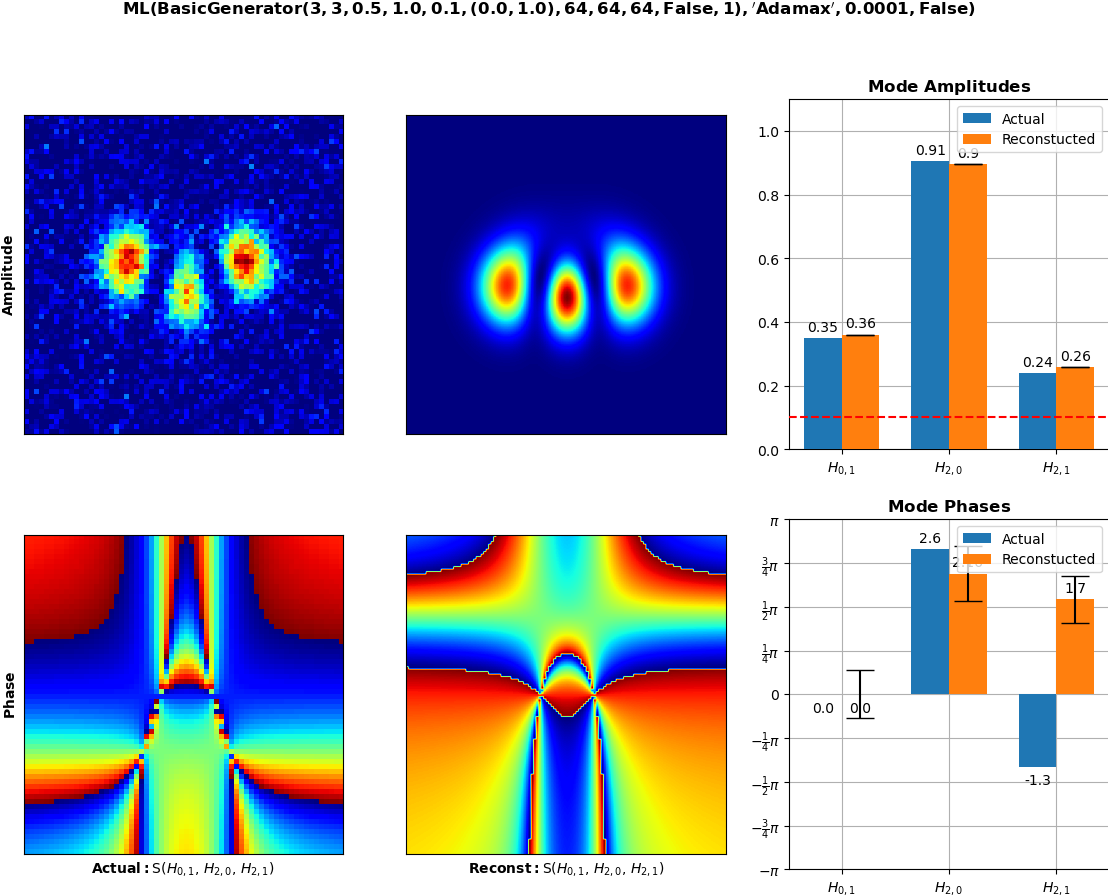 ML(BasicGenerator(3, 3, 0.5, 1.0, 0.1, (0.0, 1.0), 64, 64, 64, False, 1), 'Adamax', 0.0001, False)
Amplitude
Mode Amplitudes
Actual
Reconstucted
1.0
0.8
0.6
0.4
0.2
0.0
0.35
0.36
0.91
0.9
0.24
0.26
H0,1
H2,0
H2,1
Phase
Actual: S(H0,1, H2,0, H2,1)
Reconst: S(H0,1, H2,0, H2,1)
Mode Phases
Actual
Reconstucted
π
3/4π
1/2π
1/4π
0
−1/4π
−1/2π
−3/4π
−π
0.0
0.0
2.6
1.7
-1.3
H0,1
H2,0
H2,1